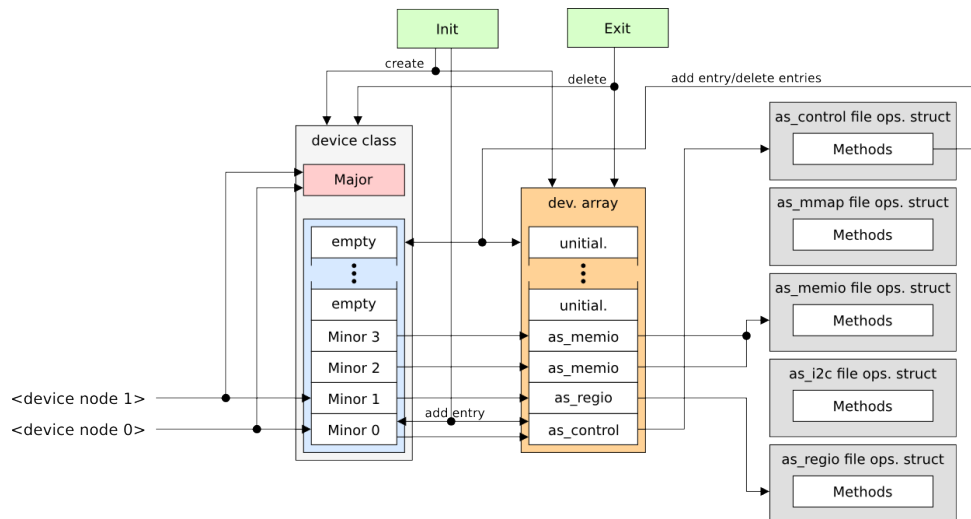 Init
Exit
create
delete
add entry/delete entries
device class
Major
empty
empty
Minor 3
Minor 2
Minor 1
Minor 0
<device node 1>
<device node 0>
add entry
dev. array
unitial.
unitial.
as_memio
as_memio
as_regio
as_control
as_control file ops. struct
Methods
as_mmap file ops. struct
Methods
as_memio file ops. struct
Methods
as_i2c file ops. struct
Methods
as_regio file ops. struct
Methods